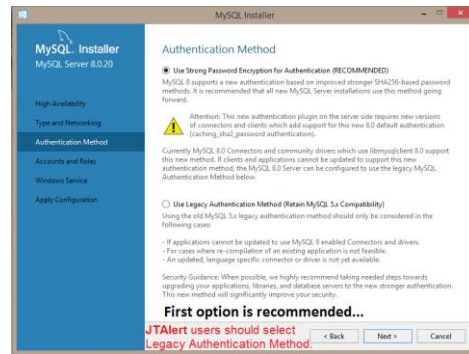 MySQL Installer
MySQL. Installer
MySQL Server 8.0.20
High Availability
Type and Networking
Authentication Method
Accounts and Roles
Windows Service
Apply Configuration
Authentication Method
Use Strong Password Encryption for Authentication (RECOMMENDED)
MySQL 8 supports a new authentication based on improved stronger SHA256-based password
methods. It is recommended that all new MySQL Server installations use this method going
forward.
Attention: This new authentication plugin on the server side requires new versions
of connectors and clients which add support for this new 8.0 default authentication
(caching_sha2_password authentication).
Currently MySQL 8.0 Connectors and community drivers which use libmysqlclient 8.0 support
this new method. If clients and applications cannot be updated to support this new
authentication method, the MySQL 8.0 Server can be configured to use the legacy MySQL
Authentication Method below.
Use Legacy Authentication Method (Retain MySQL 5.x Compatibility)
Using the old MySQL 5.x legacy authentication method should only be considered in the
following cases:
- If applications cannot be updated to use MySQL 8 enabled Connectors and drivers.
- For cases where re-compilation of an existing application is not feasible.
- An updated, language specific connector or driver is not yet available.
Security Guidance: When possible, we highly recommend taking needed steps towards
upgrading your applications, libraries, and database servers to the new stronger authentication.
This new method will significantly improve your security.
First option is recommended...
JTAlert users should select
Legacy Authentication Method.
< Back
Next >
Cancel